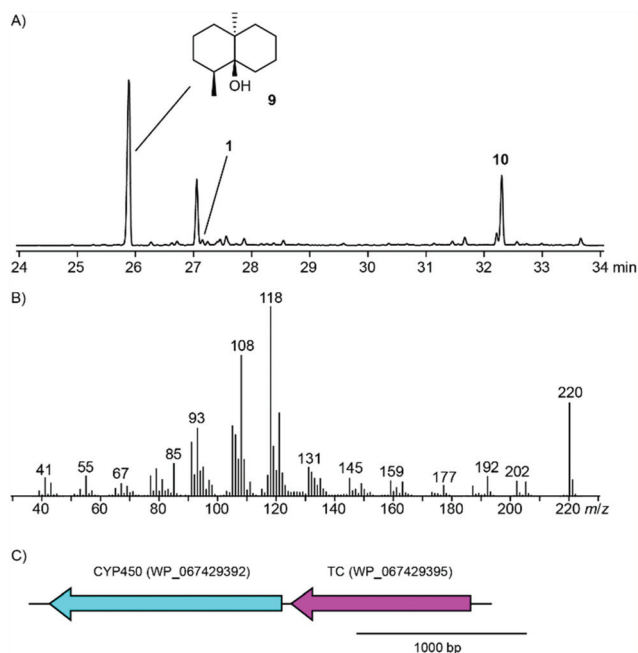 A)
OH
9
1
10
24 25 26 27 28 29 30 31 32 33 34 min
B)
118
108
220
93
85
41 55 67 131 145 159 177 192 202
40 60 80 100 120 140 160 180 200 220 m/z
C)
CYP450 (WP_067429392) TC (WP_067429395)
1000 bp